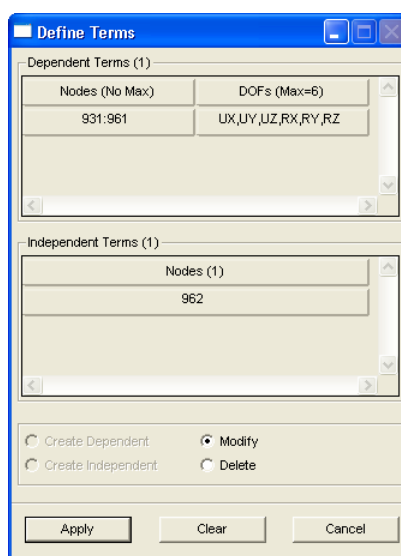 Define Terms
Dependent Terms (1)
Nodes (No Max) DOFs (Max=6)
931:961 UX,UY,UZ,RX,RY,RZ
Independent Terms (1)
Nodes (1)
962
Create Dependent Modify
Create Independent Delete
Apply Clear Cancel